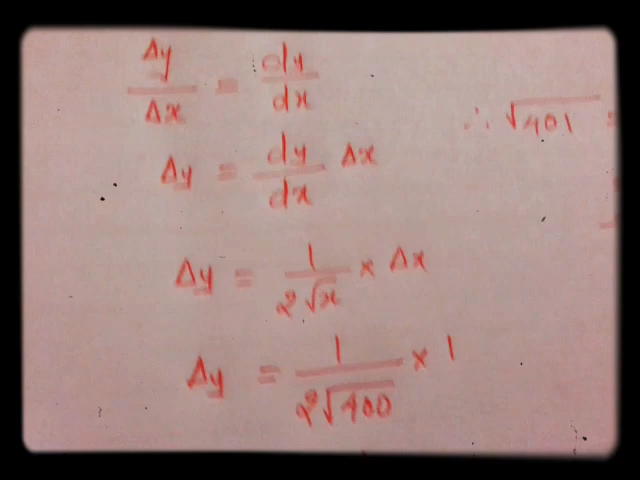 Δy/Δx = dy/dx
∴ √401 =
Δy = dy/dx Δx
Δy = 1/2√x × Δx
Δy = 1/2√400 × 1